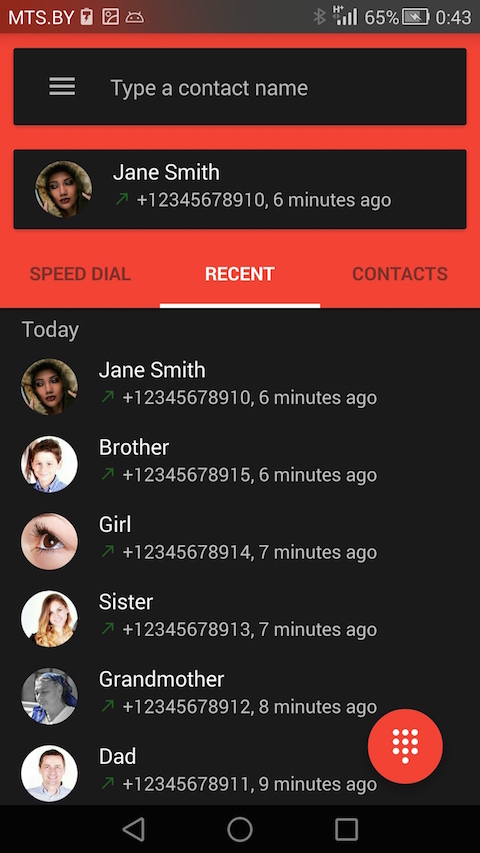 MTS.BY H+ 65% 0:43
Type a contact name
Jane Smith
+12345678910, 6 minutes ago
SPEED DIAL RECENT CONTACTS
Today
Jane Smith
+12345678910, 6 minutes ago
Brother
+12345678915, 6 minutes ago
Girl
+12345678914, 7 minutes ago
Sister
+12345678913, 7 minutes ago
Grandmother
+12345678912, 8 minutes ago
Dad
+12345678911, 9 minutes ago